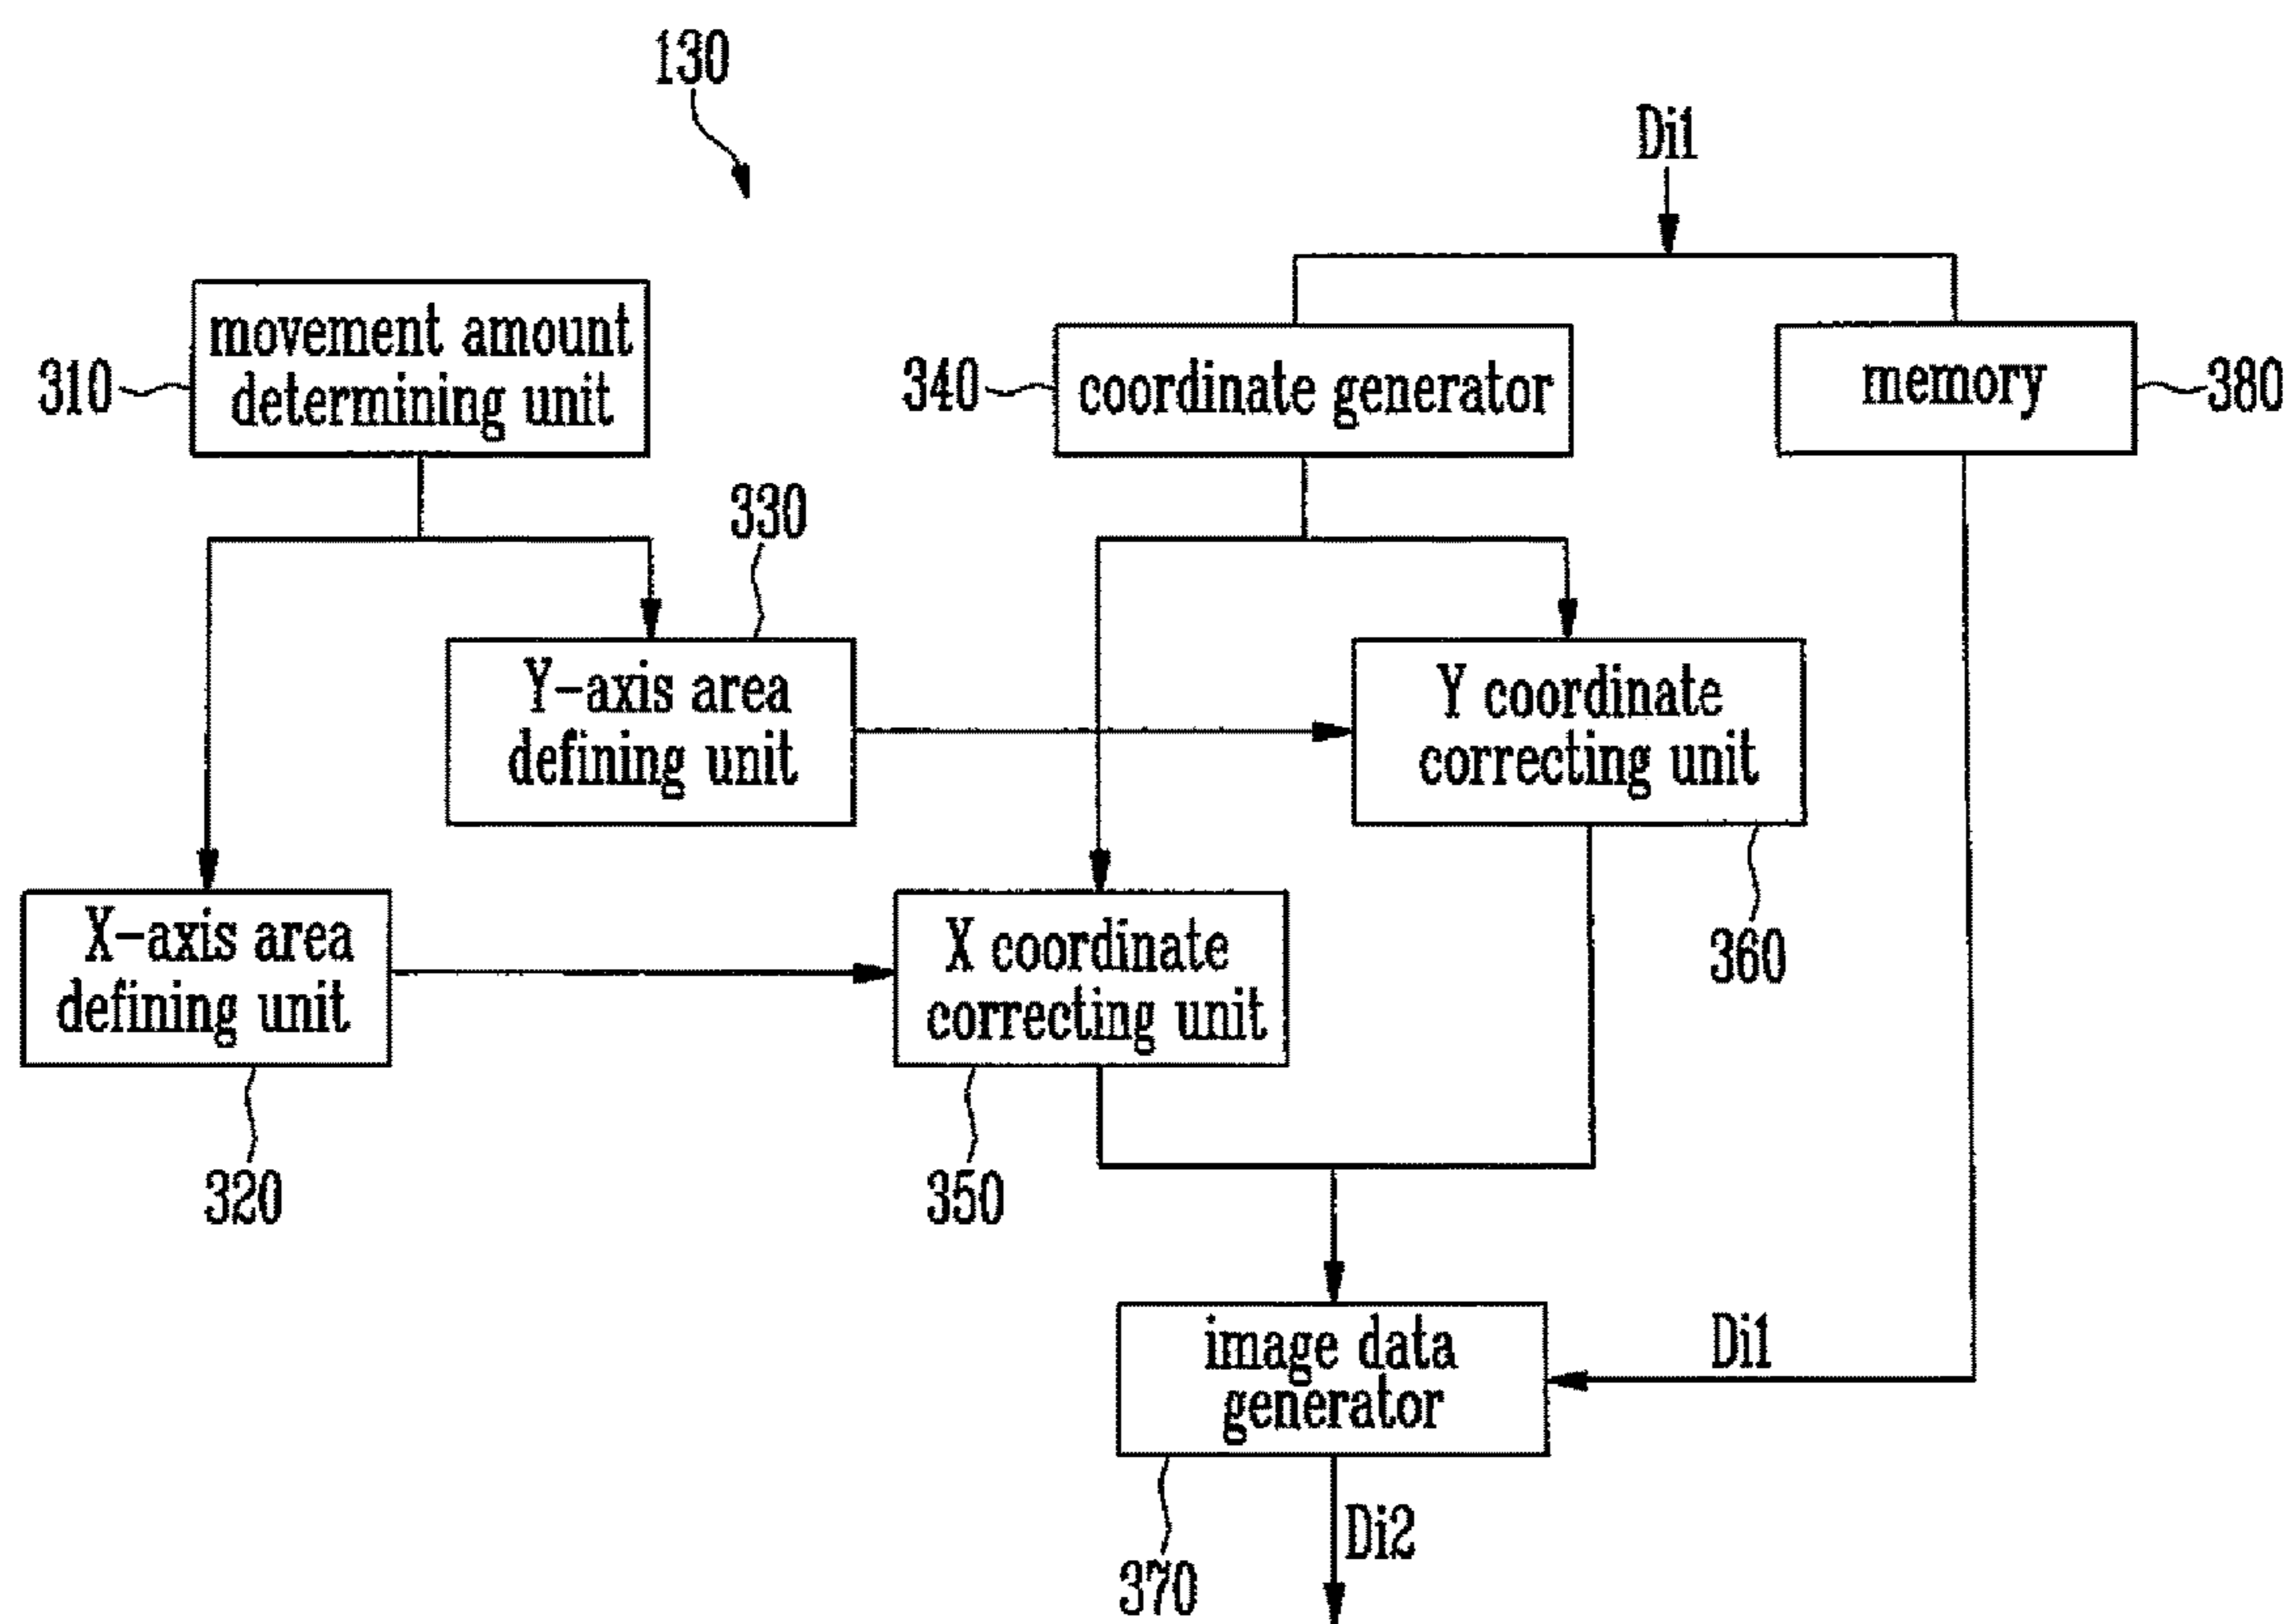 130
Di1
movement amount
determining unit
310
340
coordinate generator
memory
380
330
Y-axis area
defining unit
Y coordinate
correcting unit
X-axis area
defining unit
X coordinate
correcting unit
360
320
350
image data
generator
Di1
370
Di2